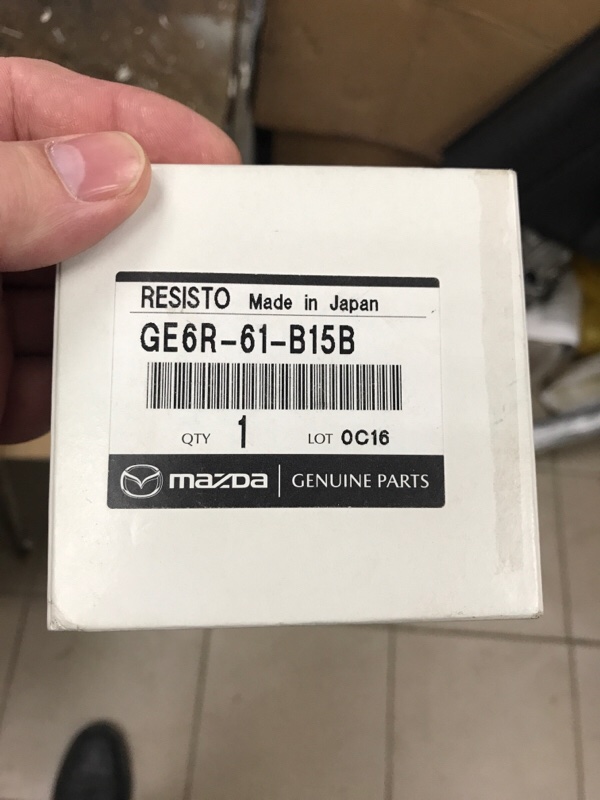 RESISTO Made in Japan
GE6R-61-B15B
QTY 1 LOT 0C16
mazda GENUINE PARTS